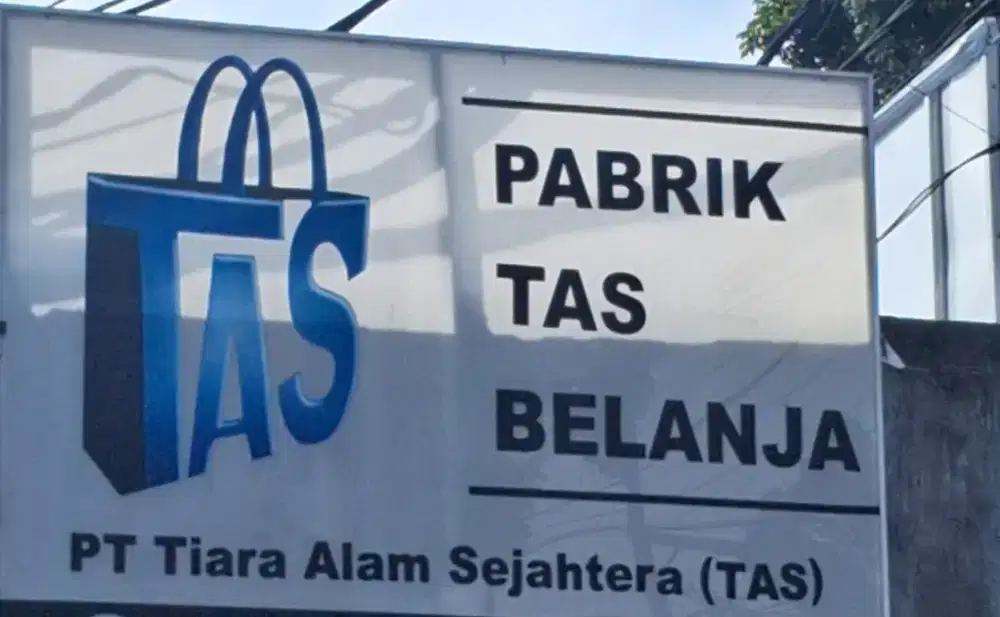 TAS
PABRIK
TAS
BELANJA
PT Tiara Alam Sejahtera (TAS)